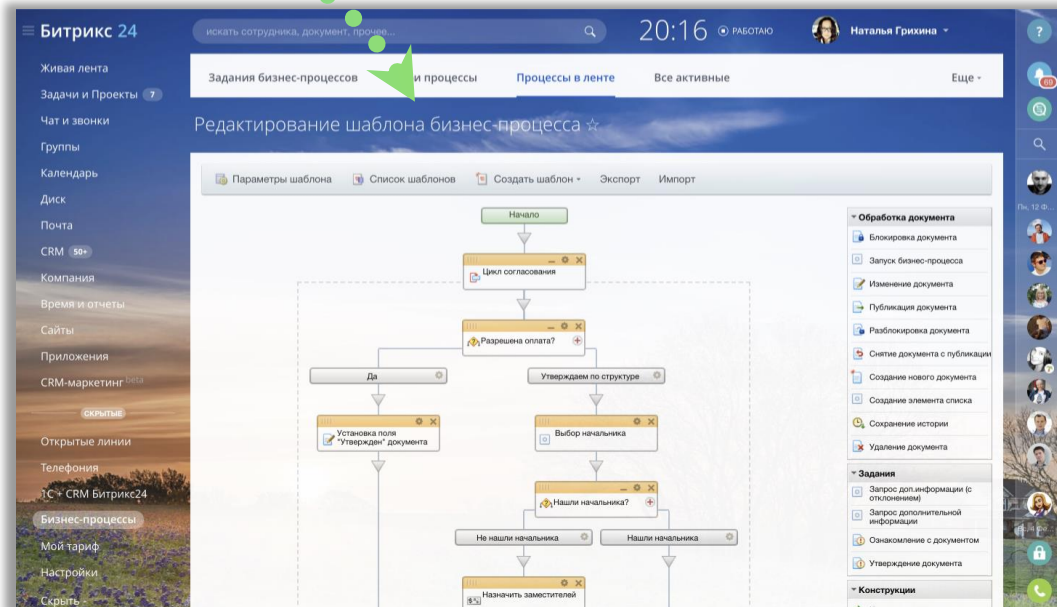 Битрикс 24
искать сотрудника, документ, прочее...
20:16
РАБОТАЮ
Наталья Грихина
?
69
Живая лента
Задачи и Проекты 7
Чат и звонки
Группы
Календарь
Диск
Почта
CRM 50+
Компания
Время и отчеты
Сайты
Приложения
CRM-маркетинг beta
СКРЫТЫЕ
Открытые линии
Телефония
1С + CRM Битрикс24
Бизнес-процессы
Мой тариф
Настройки
Скрыть -
Задания бизнес-процессов
и процессы
Процессы в ленте
Все активные
Еще -
Редактирование шаблона бизнес-процесса
Параметры шаблона
Список шаблонов
Создать шаблон
Экспорт
Импорт
Начало
Цикл согласования
Разрешена оплата?
Да
Утверждаем по структуре
Установка поля
"Утвержден" документа
Выбор начальника
Нашли начальника?
Не нашли начальника
Нашли начальника
Назначить заместителей
Обработка документа
Блокировка документа
Запуск бизнес-процесса
Изменение документа
Публикация документа
Разблокировка документа
Снятие документа с публикации
Создание нового документа
Создание элемента списка
Сохранение истории
Удаление документа
Задания
Запрос доп.информации (с
отклонением)
Запрос дополнительной
информации
Ознакомление с документом
Утверждение документа
Конструкции
Пн, 12 Ф...